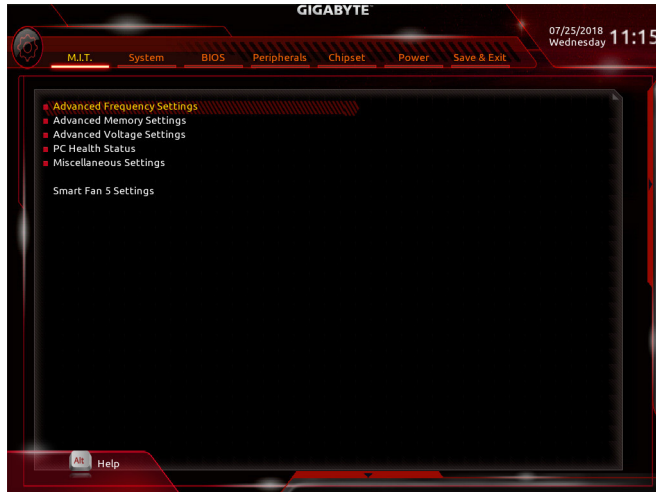 GIGABYTE
07/25/2018
Wednesday 11:15
M.I.T. System BIOS Peripherals Chipset Power Save & Exit
Advanced Frequency Settings
Advanced Memory Settings
Advanced Voltage Settings
PC Health Status
Miscellaneous Settings
Smart Fan 5 Settings
Alt Help